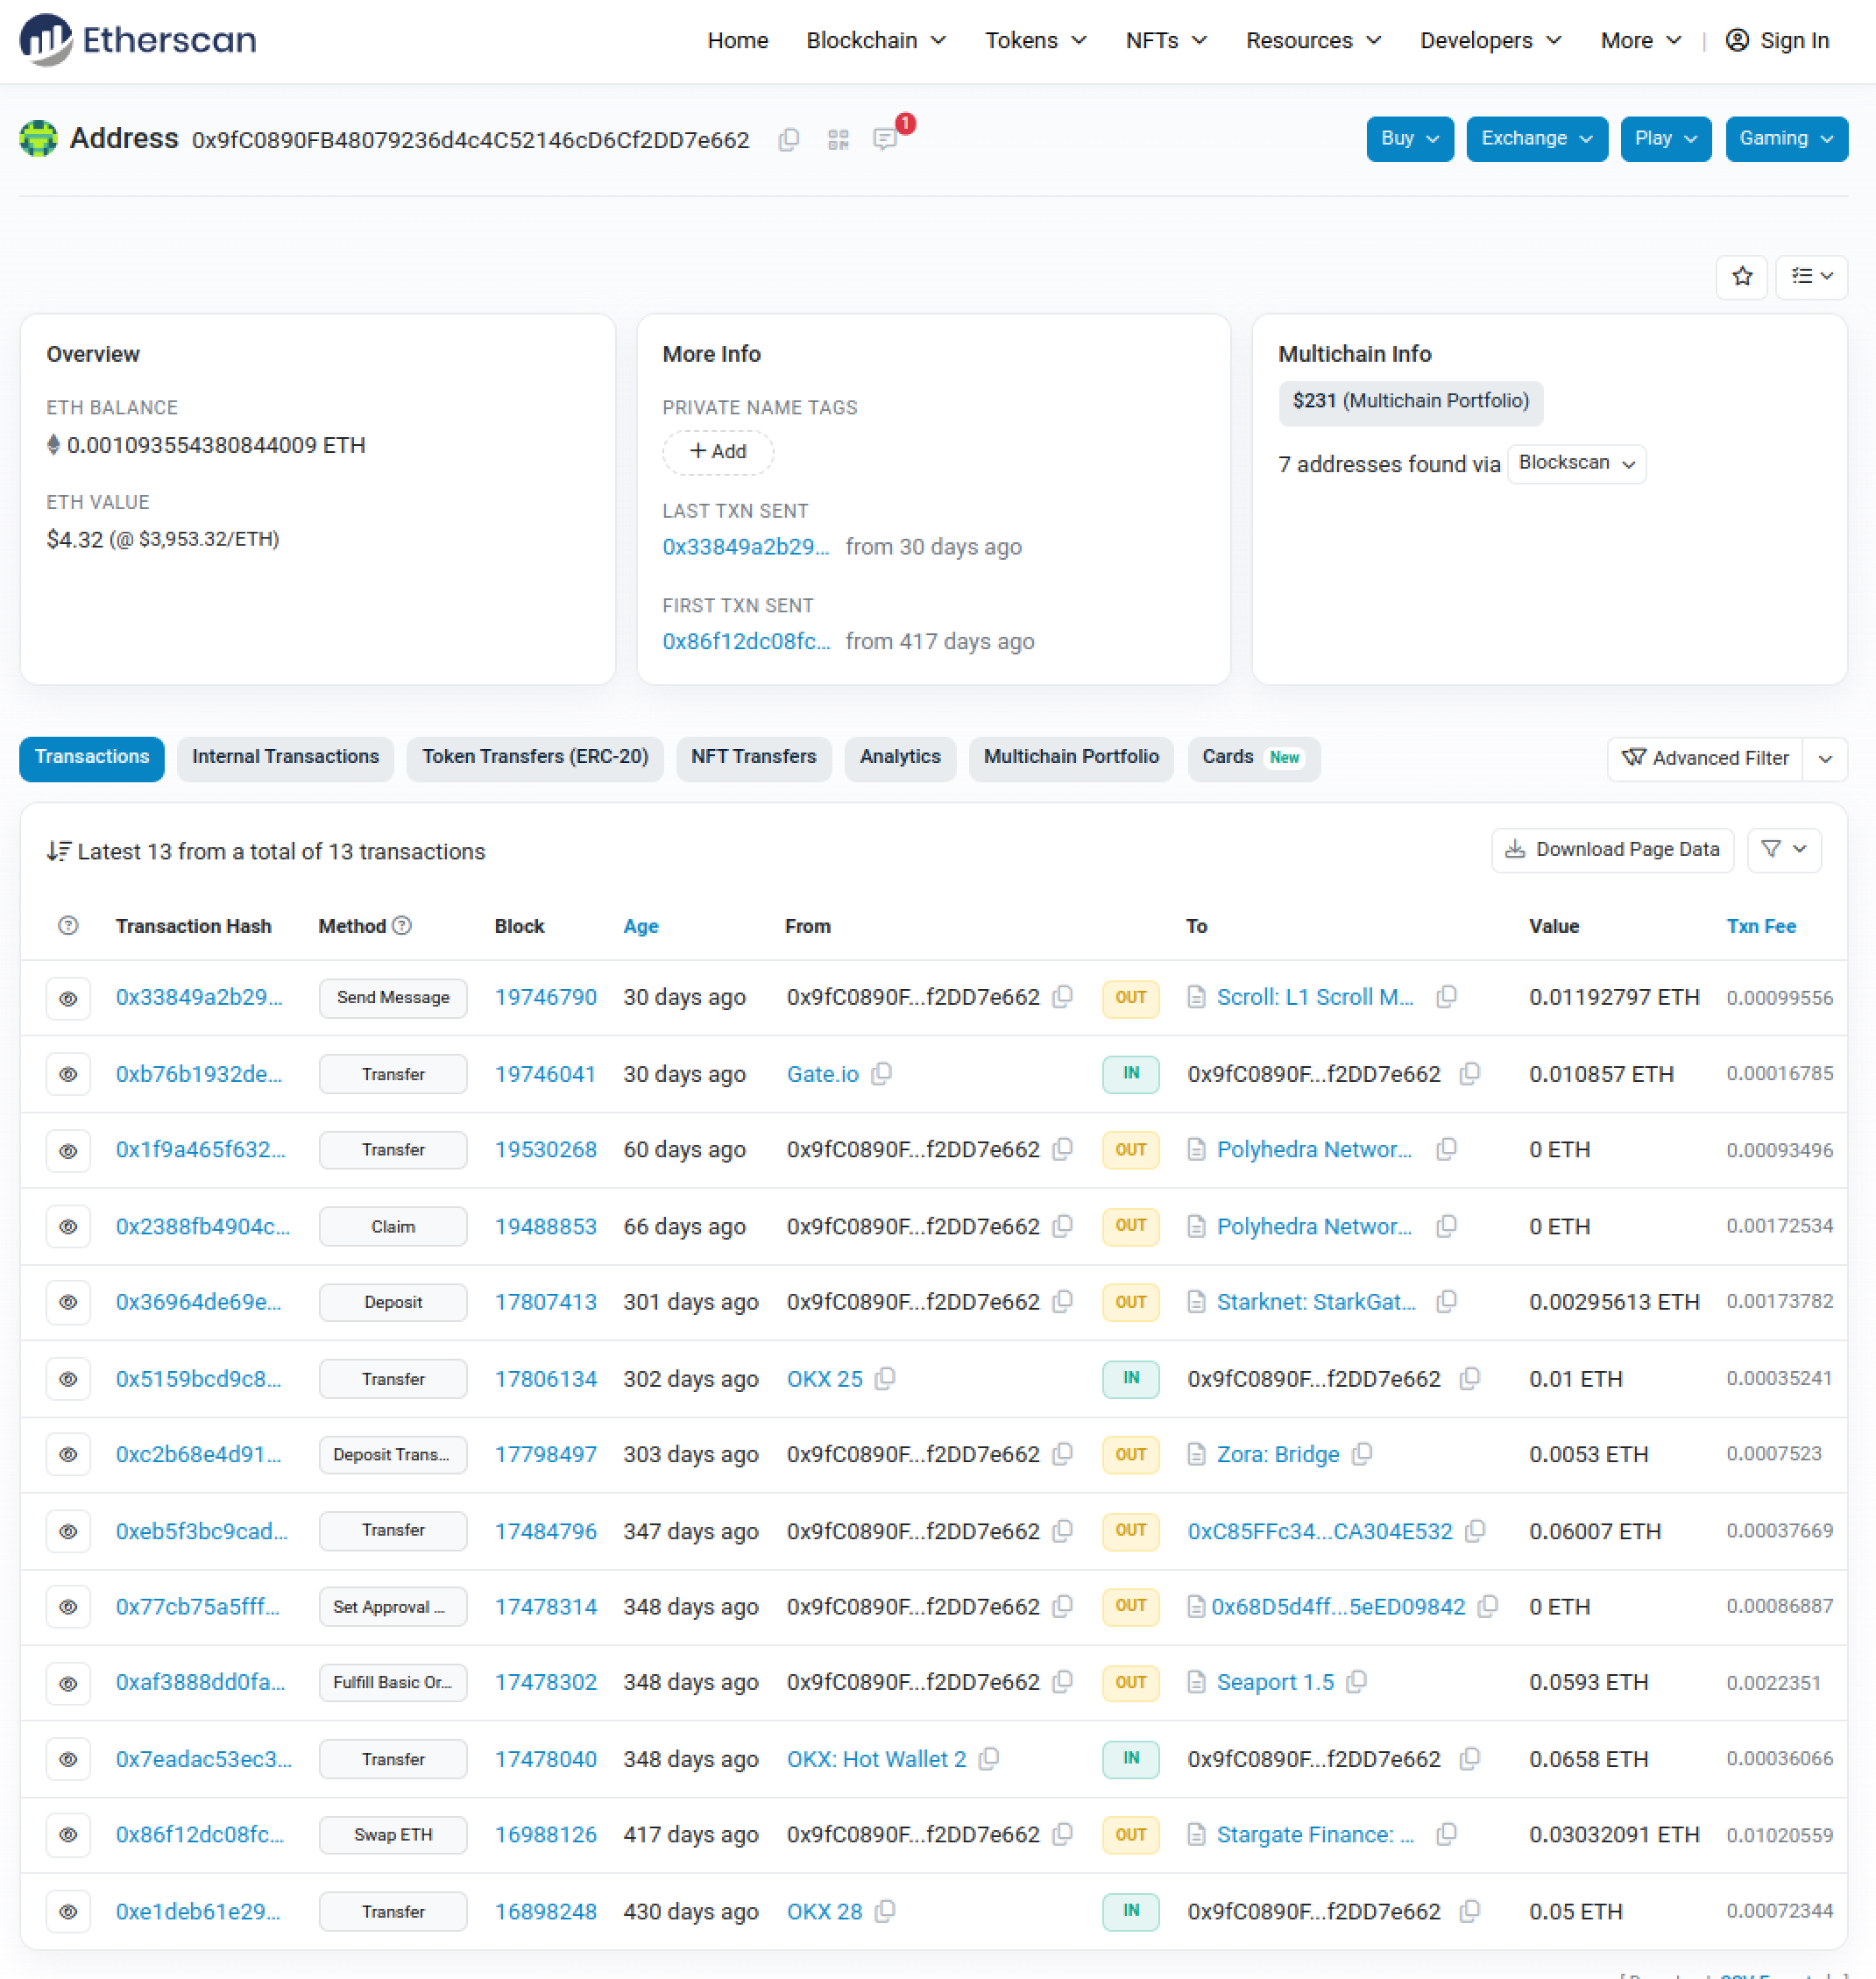 Etherscan
Home Blockchain Tokens NFTs Resources Developers More | Sign In
Address 0x9fC0890FB48079236d4c4C52146cD6Cf2DD7e662 1
Buy Exchange Play Gaming
Overview
ETH BALANCE
0.001093554380844009 ETH
ETH VALUE
$4.32 (@ $3,953.32/ETH)
More Info
PRIVATE NAME TAGS
+ Add
LAST TXN SENT
0x33849a2b29... from 30 days ago
FIRST TXN SENT
0x86f12dc08fc... from 417 days ago
Multichain Info
$231 (Multichain Portfolio)
7 addresses found via Blockscan
Transactions Internal Transactions Token Transfers (ERC-20) NFT Transfers Analytics Multichain Portfolio Cards New Advanced Filter
Latest 13 from a total of 13 transactions
Download Page Data
Transaction Hash Method Block Age From To Value Txn Fee
0x33849a2b29... Send Message 19746790 30 days ago 0x9fC0890F...f2DD7e662 OUT Scroll: L1 Scroll M... 0.01192797 ETH 0.00099556
0xb76b1932de... Transfer 19746041 30 days ago Gate.io IN 0x9fC0890F...f2DD7e662 0.010857 ETH 0.00016785
0x1f9a465f632... Transfer 19530268 60 days ago 0x9fC0890F...f2DD7e662 OUT Polyhedra Networ... 0 ETH 0.00093496
0x2388fb4904c... Claim 19488853 66 days ago 0x9fC0890F...f2DD7e662 OUT Polyhedra Networ... 0 ETH 0.00172534
0x36964de69e... Deposit 17807413 301 days ago 0x9fC0890F...f2DD7e662 OUT Starknet: StarkGat... 0.00295613 ETH 0.00173782
0x5159bcd9c8... Transfer 17806134 302 days ago OKX 25 IN 0x9fC0890F...f2DD7e662 0.01 ETH 0.00035241
0xc2b68e4d91... Deposit Trans... 17798497 303 days ago 0x9fC0890F...f2DD7e662 OUT Zora: Bridge 0.0053 ETH 0.0007523
0xeb5f3bc9cad... Transfer 17484796 347 days ago 0x9fC0890F...f2DD7e662 OUT 0xC85FFc34...CA304E532 0.06007 ETH 0.00037669
0x77cb75a5fff... Set Approval ... 17478314 348 days ago 0x9fC0890F...f2DD7e662 OUT 0x68D5d4ff...5eED09842 0 ETH 0.00086887
0xaf3888dd0fa... Fulfill Basic Or... 17478302 348 days ago 0x9fC0890F...f2DD7e662 OUT Seaport 1.5 0.0593 ETH 0.0022351
0x7eadac53ec3... Transfer 17478040 348 days ago OKX: Hot Wallet 2 IN 0x9fC0890F...f2DD7e662 0.0658 ETH 0.00036066
0x86f12dc08fc... Swap ETH 16988126 417 days ago 0x9fC0890F...f2DD7e662 OUT Stargate Finance: ... 0.03032091 ETH 0.01020559
0xe1deb61e29... Transfer 16898248 430 days ago OKX 28 IN 0x9fC0890F...f2DD7e662 0.05 ETH 0.00072344